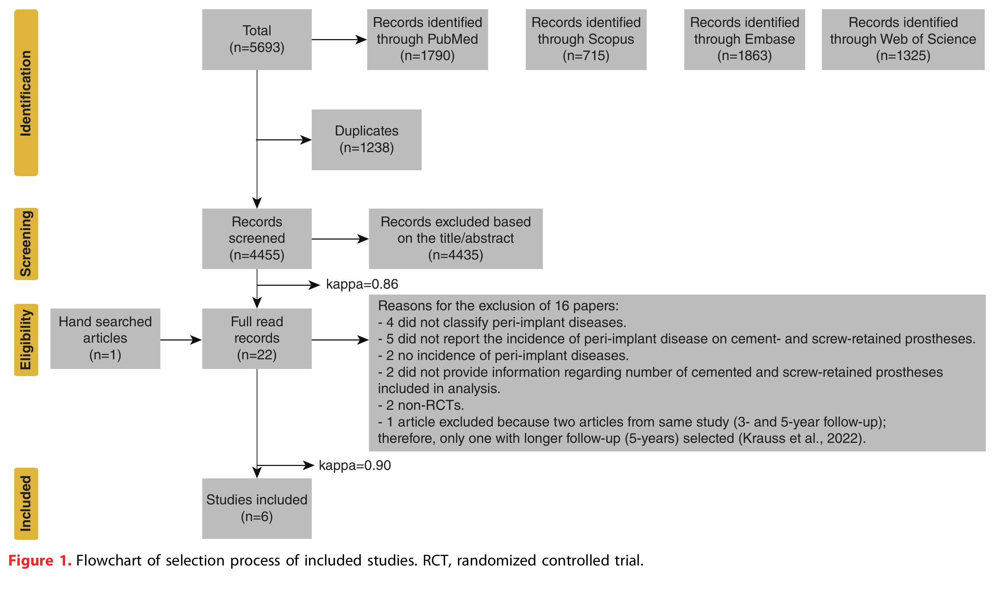 Identification
Total
(n=5693)
Records identified
through PubMed
(n=1790)
Records identified
through Scopus
(n=715)
Records identified
through Embase
(n=1863)
Records identified
through Web of Science
(n=1325)
Duplicates
(n=1238)
Screening
Records
screened
(n=4455)
Records excluded based
on the title/abstract
(n=4435)
kappa=0.86
Eligibility
Hand searched
articles
(n=1)
Full read
records
(n=22)
Reasons for the exclusion of 16 papers:
- 4 did not classify peri-implant diseases.
- 5 did not report the incidence of peri-implant disease on cement- and screw-retained prostheses.
- 2 no incidence of peri-implant diseases.
- 2 did not provide information regarding number of cemented and screw-retained prostheses
included in analysis.
- 2 non-RCTs.
- 1 article excluded because two articles from same study (3- and 5-year follow-up);
therefore, only one with longer follow-up (5-years) selected (Krauss et al., 2022).
kappa=0.90
Included
Studies included
(n=6)
Figure 1. Flowchart of selection process of included studies. RCT, randomized controlled trial.